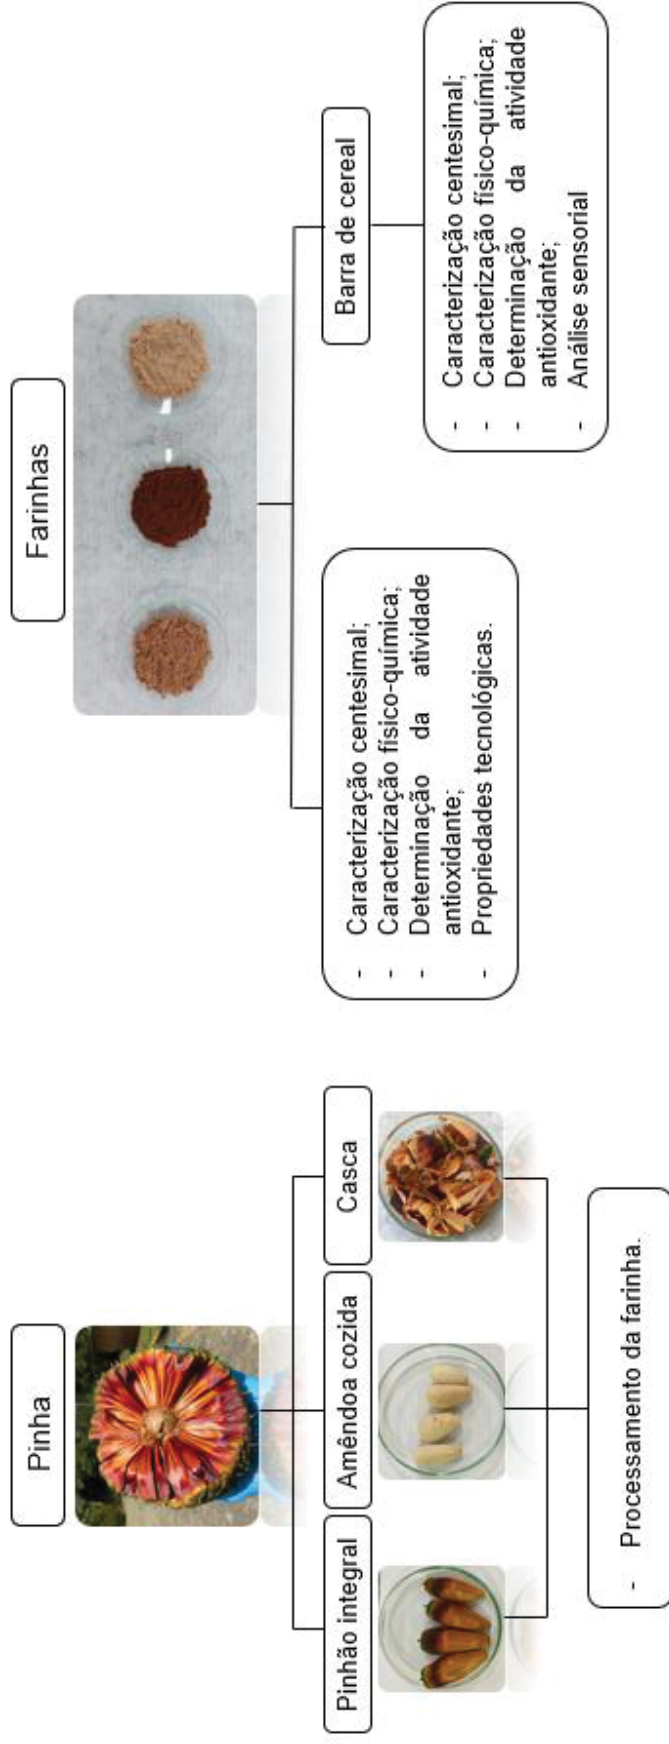 Pinha
Pinhão integral
Amêndoa cozida
Casca
- Processamento da farinha.
Farinhas
- Caracterização centesimal;
- Caracterização físico-química;
- Determinação da atividade
antioxidante;
- Propriedades tecnológicas.
Barra de cereal
- Caracterização centesimal;
- Caracterização físico-química;
- Determinação da atividade
antioxidante;
- Análise sensorial